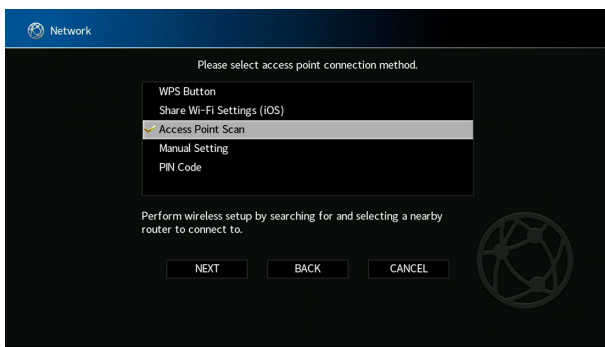 Network
Please select access point connection method.
WPS Button
Share Wi-Fi Settings (iOS)
Access Point Scan
Manual Setting
PIN Code
Perform wireless setup by searching for and selecting a nearby
router to connect to.
NEXT BACK CANCEL